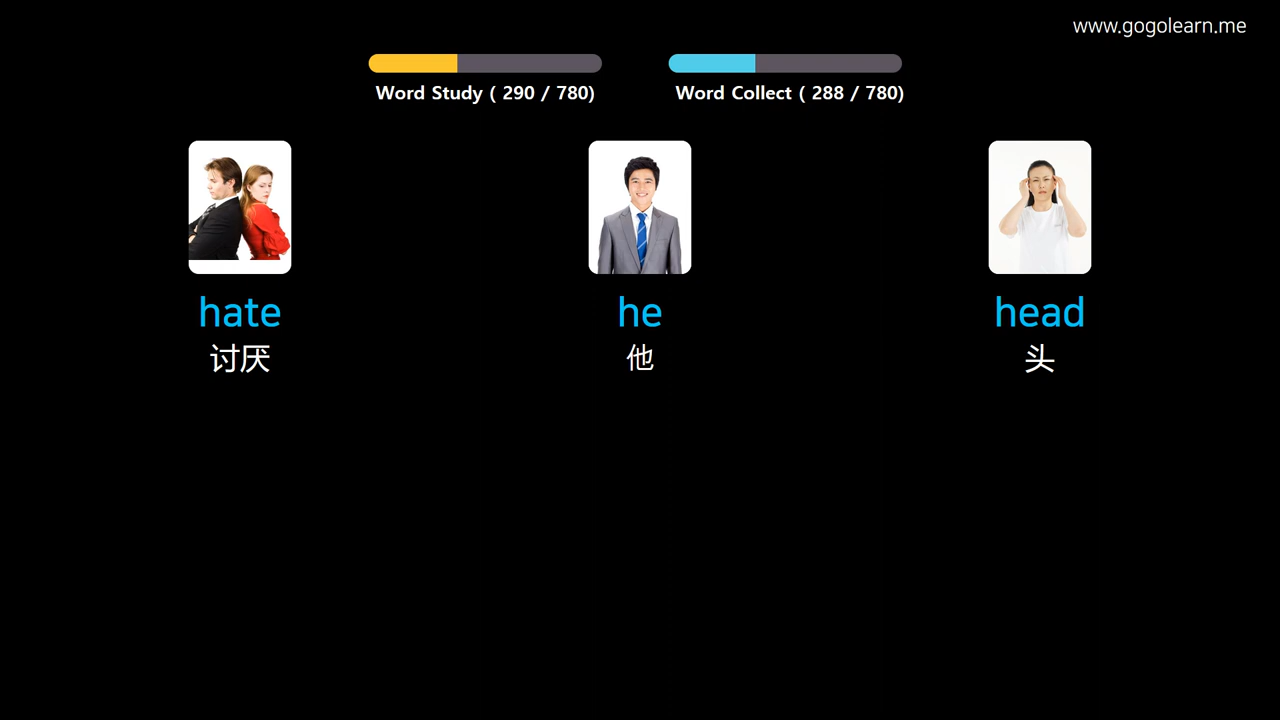 www.gogolearn.me
Word Study ( 290 / 780)
Word Collect ( 288 / 780)
hate
he
head
讨厌
他
头